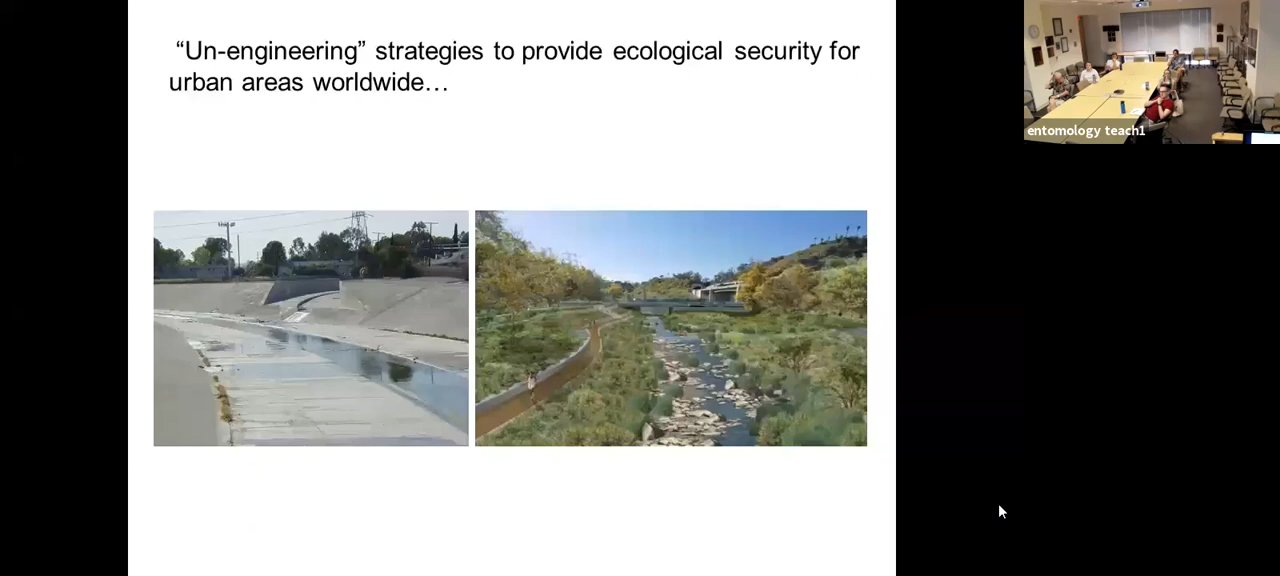 “Un-engineering” strategies to provide ecological security for
urban areas worldwide…
entomology teach1